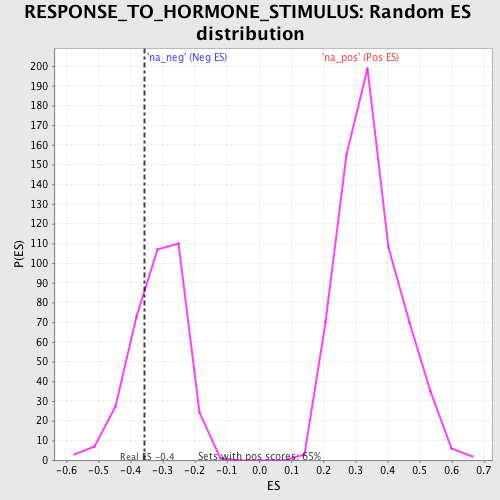 RESPONSE_TO_HORMONE_STIMULUS: Random ES
distribution
'na_neg' (Neg ES)
'na_pos' (Pos ES)
200
190
180
170
160
150
140
130
120
110
100
90
80
70
60
50
40
30
20
10
0
P(ES)
Real ES -0.4
Sets with pos scores: 65%
-0.6 -0.5 -0.4 -0.3 -0.2 -0.1 0.0 0.1 0.2 0.3 0.4 0.5 0.6 0.7
ES